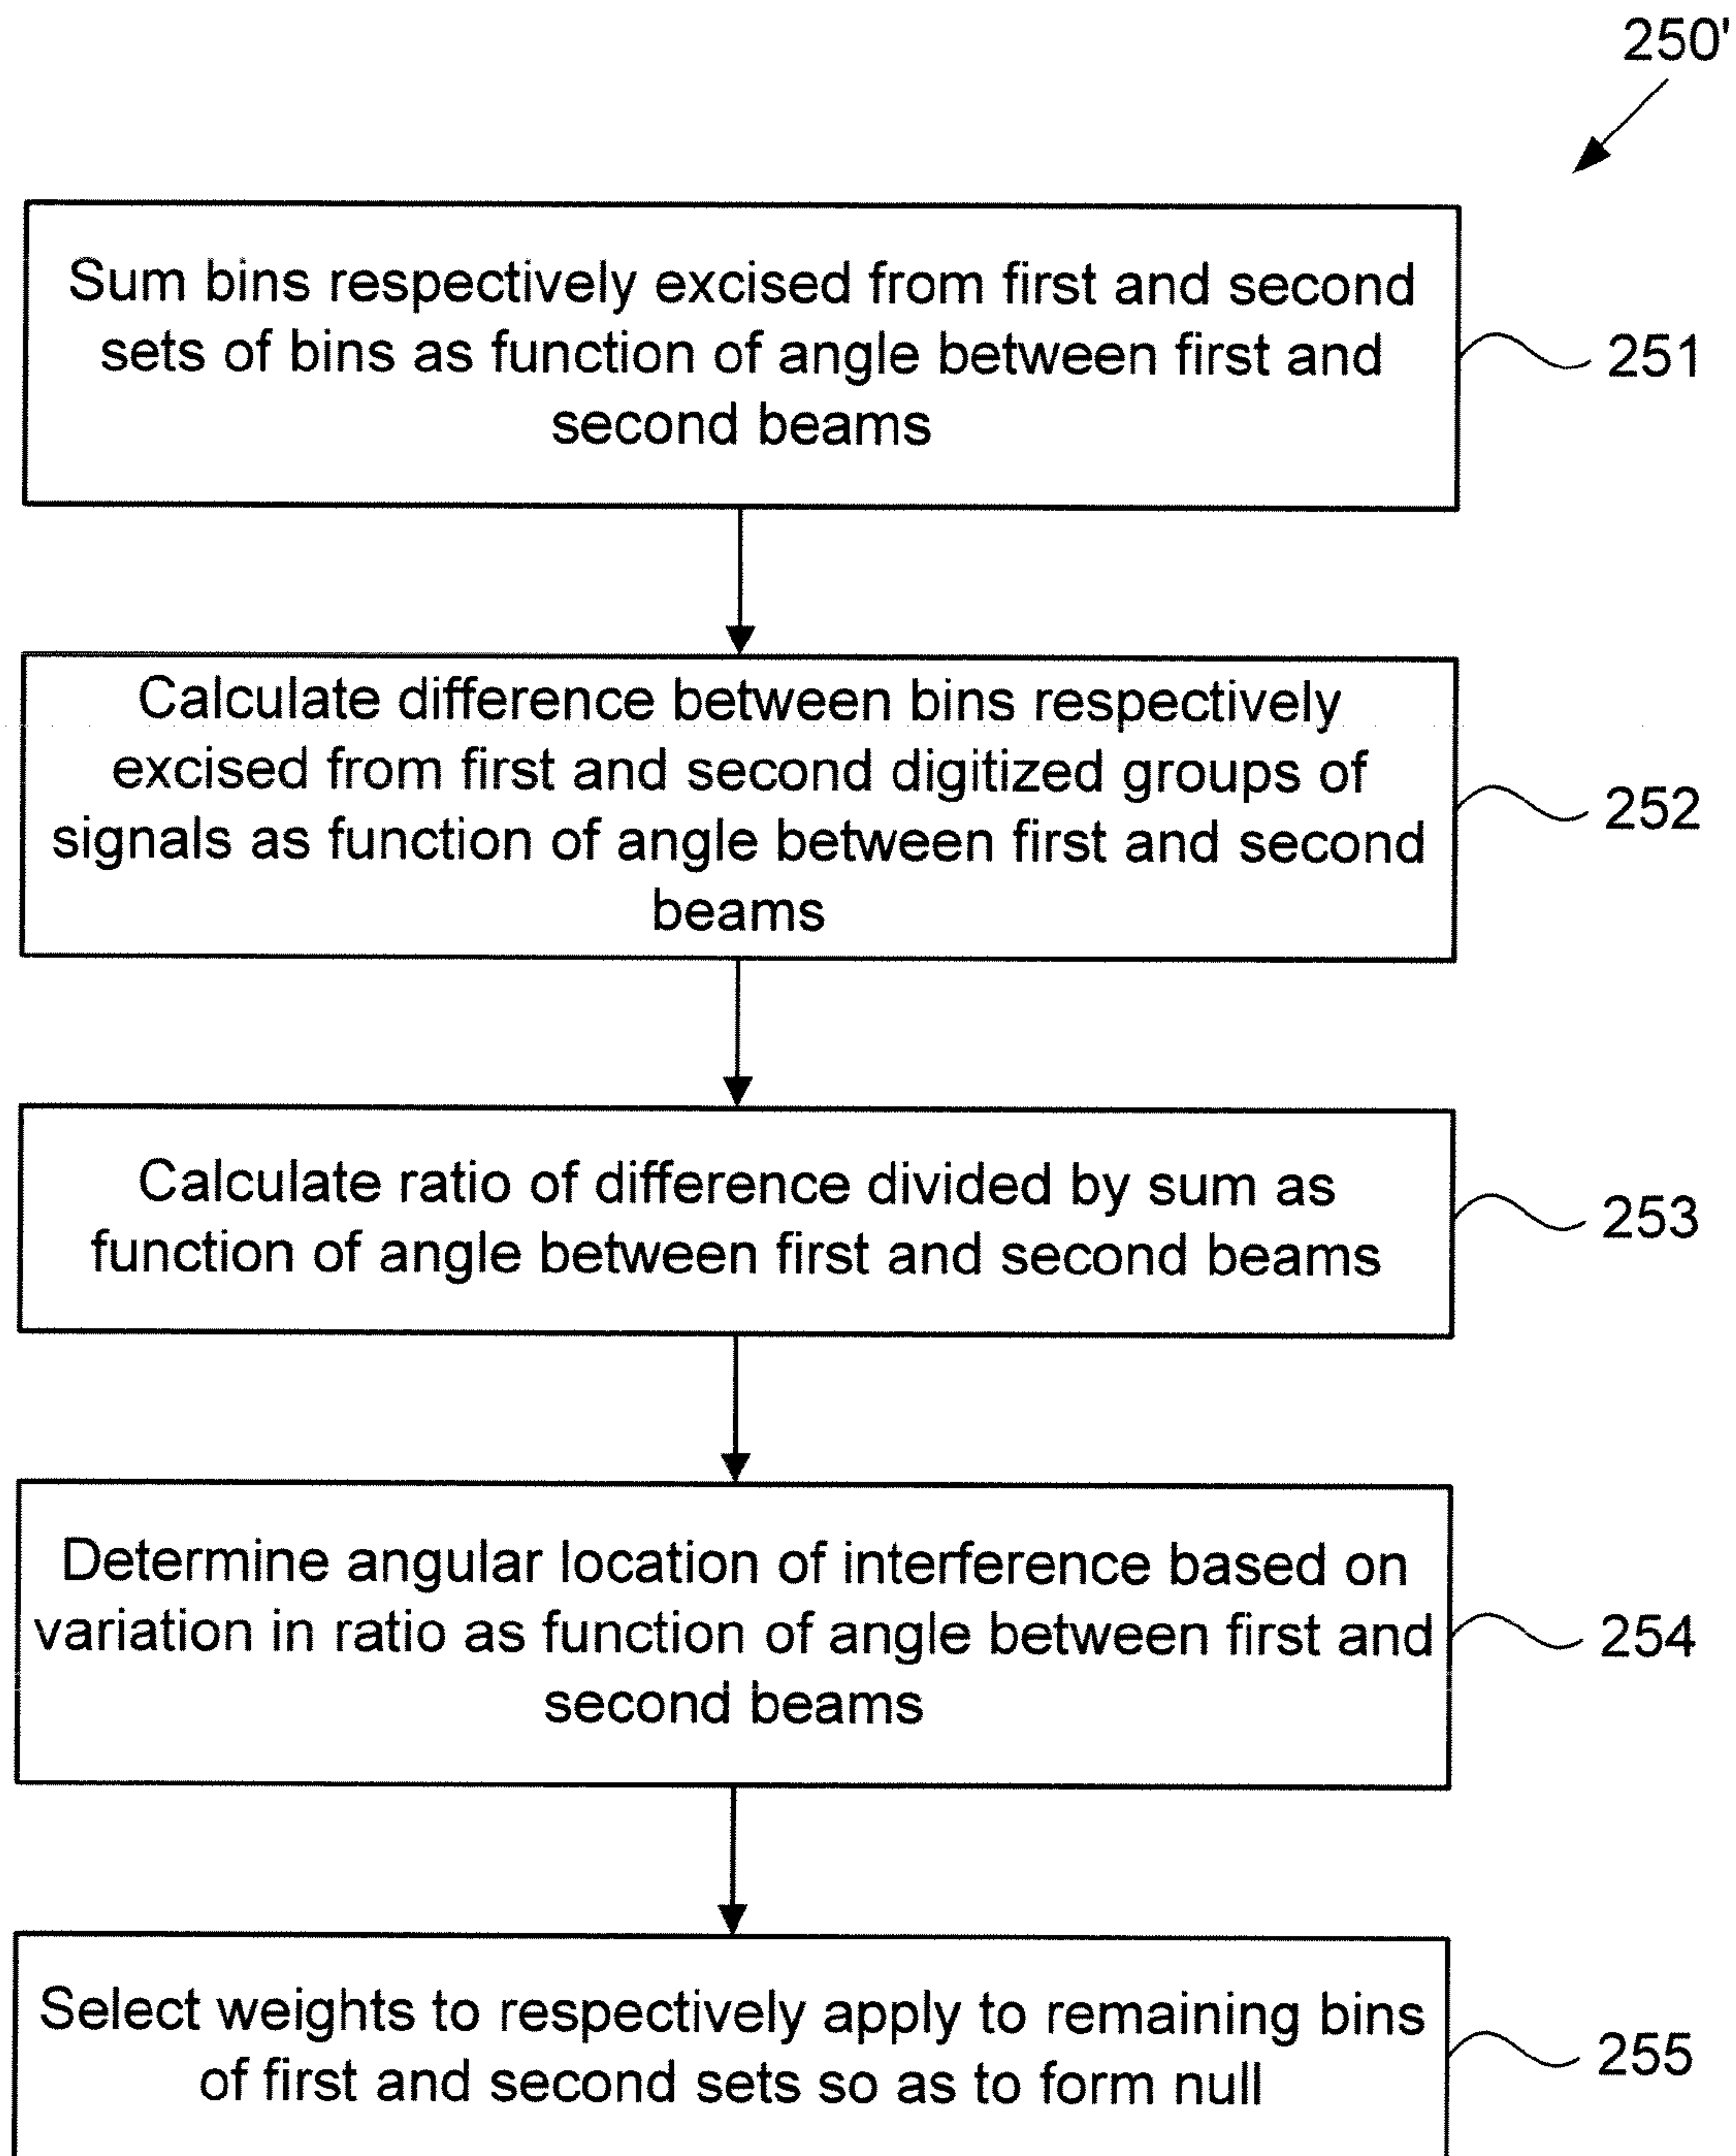 250'
Sum bins respectively excised from first and second
sets of bins as function of angle between first and
second beams
251
Calculate difference between bins respectively
excised from first and second digitized groups of
signals as function of angle between first and second
beams
252
Calculate ratio of difference divided by sum as
function of angle between first and second beams
253
Determine angular location of interference based on
variation in ratio as function of angle between first and
second beams
254
Select weights to respectively apply to remaining bins
of first and second sets so as to form null
255